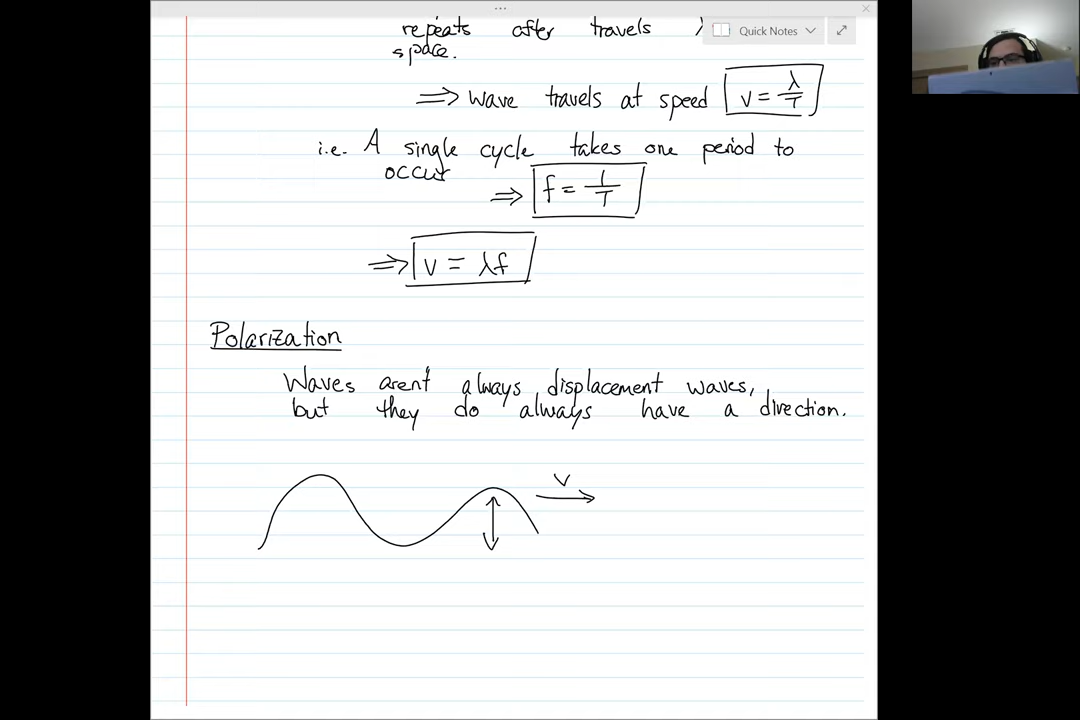 repeats after travels λ
Quick Notes
space.
⇒ wave travels at speed v = λ/T
i.e. A single cycle takes one period to
occur
⇒ f = 1/T
⇒ v = λf
Polarization
Waves aren't always displacement waves,
but they do always have a direction.
v